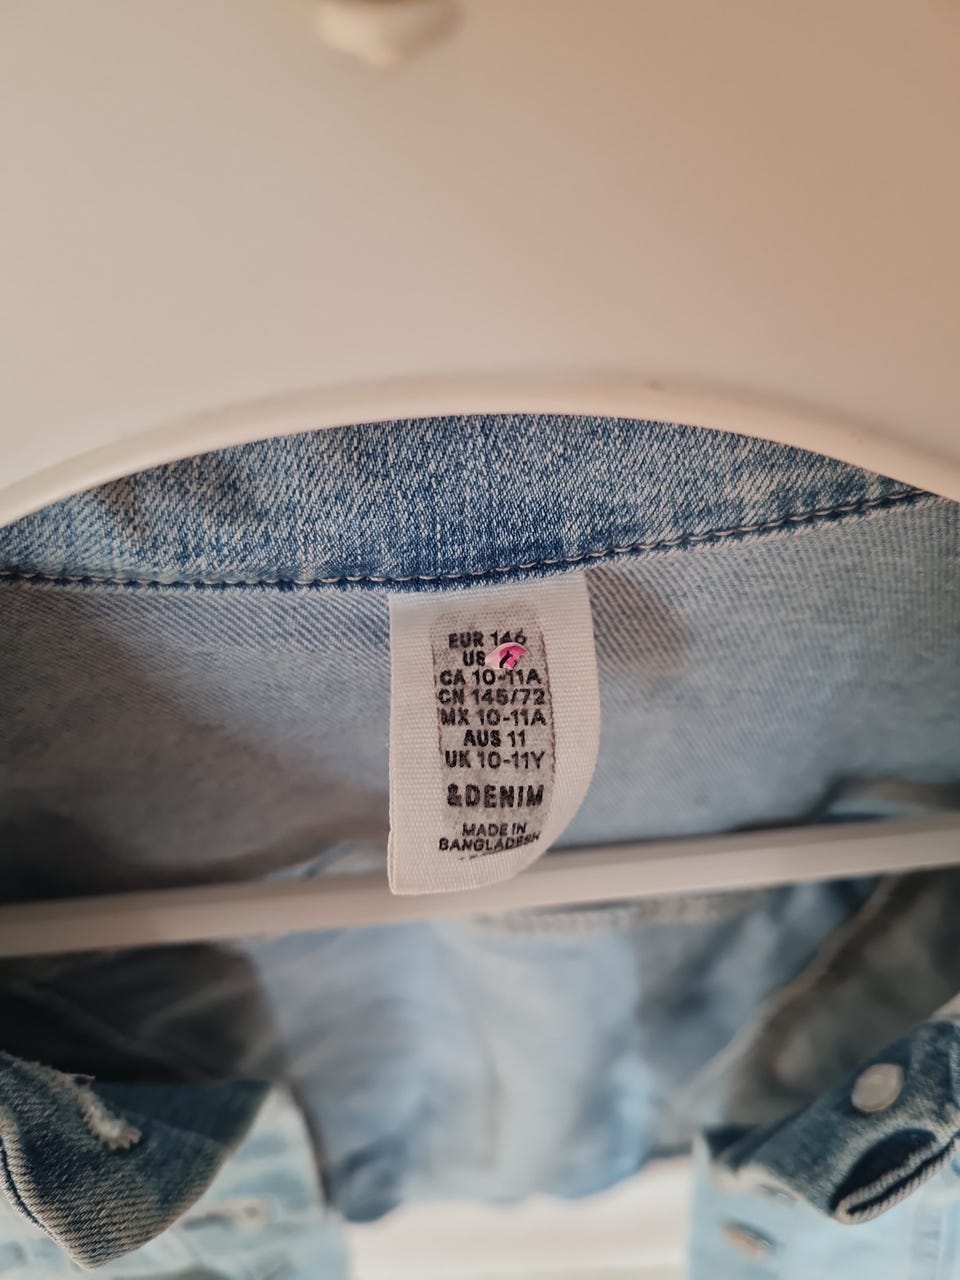 EUR 146
US
CA 10-11A
CN 145/72
MX 10-11A
AUS 11
UK 10-11Y
&DENIM
MADE IN
BANGLADESH